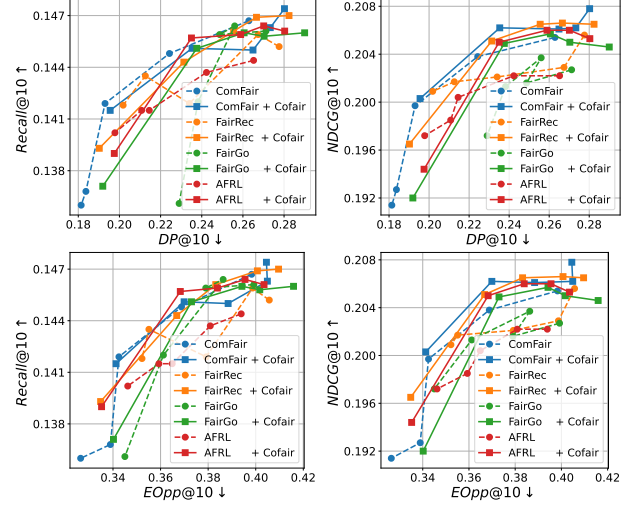 0.147
0.144
0.141
0.138
Recall@10 ↑
0.18 0.20 0.22 0.24 0.26 0.28
DP@10 ↓
ComFair
ComFair + Cofair
FairRec
FairRec + Cofair
FairGo
FairGo + Cofair
AFRL
AFRL + Cofair
0.208
0.204
0.200
0.196
0.192
NDCG@10 ↑
0.18 0.20 0.22 0.24 0.26 0.28
DP@10 ↓
ComFair
ComFair + Cofair
FairRec
FairRec + Cofair
FairGo
FairGo + Cofair
AFRL
AFRL + Cofair
0.147
0.144
0.141
0.138
Recall@10 ↑
0.34 0.36 0.38 0.40 0.42
EOpp@10 ↓
ComFair
ComFair + Cofair
FairRec
FairRec + Cofair
FairGo
FairGo + Cofair
AFRL
AFRL + Cofair
0.208
0.204
0.200
0.196
0.192
NDCG@10 ↑
0.34 0.36 0.38 0.40 0.42
EOpp@10 ↓
ComFair
ComFair + Cofair
FairRec
FairRec + Cofair
FairGo
FairGo + Cofair
AFRL
AFRL + Cofair